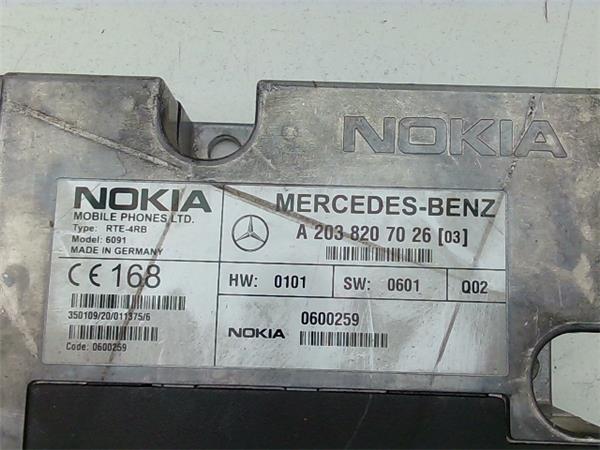 NOKIA
NOKIA
MOBILE PHONES LTD.
Type: RTE-4RB
Model: 6091
MADE IN GERMANY
CE 168
350109/20/011375/6
Code: 0600259
MERCEDES-BENZ
A 203 820 70 26 [03]
HW: 0101 SW: 0601 Q02
NOKIA 0600259